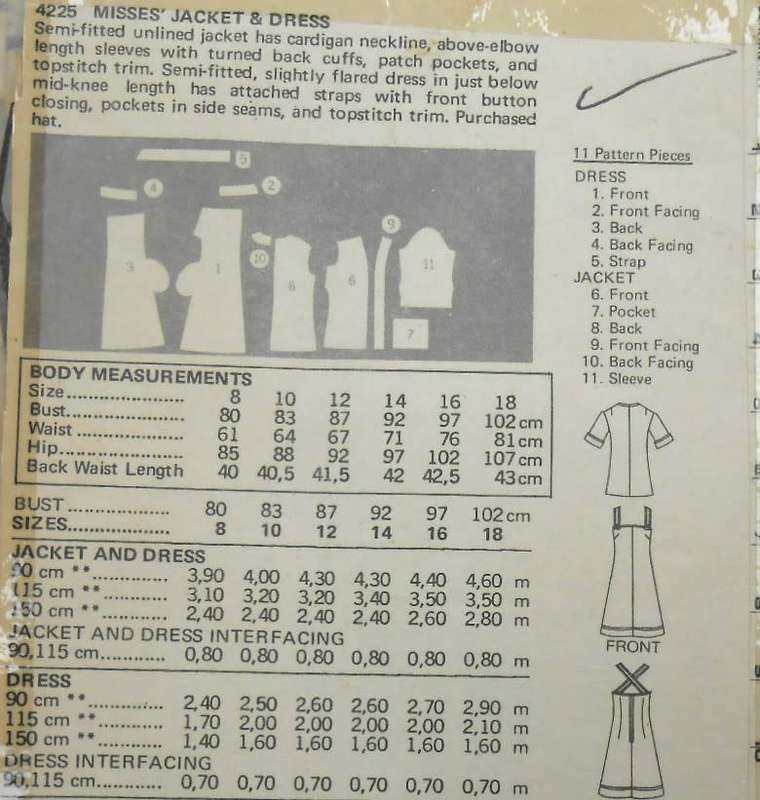 4225 MISSES' JACKET & DRESS
Semi-fitted unlined jacket has cardigan neckline, above-elbow
length sleeves with turned back cuffs, patch pockets, and
topstitch trim. Semi-fitted, slightly flared dress in just below
mid-knee length has attached straps with front button
closing, pockets in side seams, and topstitch trim. Purchased
hat.
5
4
2
3
1
10
8
6
9
11
7
11 Pattern Pieces
DRESS
1. Front
2. Front Facing
3. Back
4. Back Facing
5. Strap
JACKET
6. Front
7. Pocket
8. Back
9. Front Facing
10. Back Facing
11. Sleeve
FRONT
BODY MEASUREMENTS
Size...................... 8 10 12 14 16 18
Bust...................... 80 83 87 92 97 102 cm
Waist .................... 61 64 67 71 76 81 cm
Hip....................... 85 88 92 97 102 107 cm
Back Waist Length 40 40,5 41,5 42 42,5 43 cm
BUST ................... 80 83 87 92 97 102 cm
SIZES................... 8 10 12 14 16 18
JACKET AND DRESS
90 cm **............. 3,90 4,00 4,30 4,30 4,40 4,60 m
115 cm **............ 3,10 3,20 3,20 3,40 3,50 3,50 m
150 cm **............ 2,40 2,40 2,40 2,40 2,60 2,80 m
JACKET AND DRESS INTERFACING
90,115 cm............ 0,80 0,80 0,80 0,80 0,80 0,80 m
DRESS
90 cm **............. 2,40 2,50 2,60 2,60 2,70 2,90 m
115 cm **............ 1,70 2,00 2,00 2,00 2,00 2,10 m
150 cm **............ 1,40 1,60 1,60 1,60 1,60 1,60 m
DRESS INTERFACING
90,115 cm............ 0,70 0,70 0,70 0,70 0,70 0,70 m